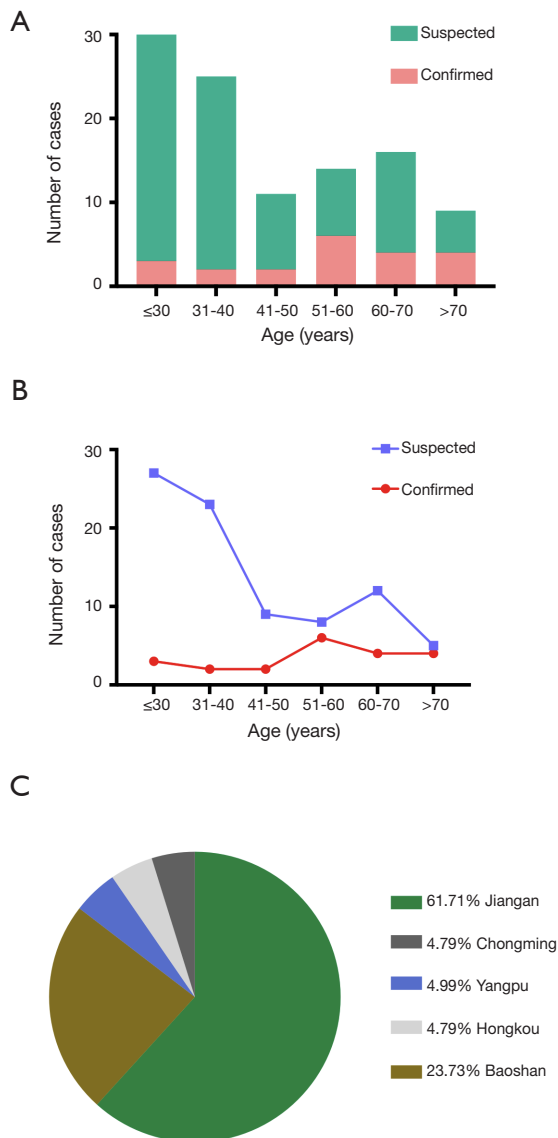 A
30
20
10
0
Number of cases
Suspected
Confirmed
≤30 31-40 41-50 51-60 60-70 >70
Age (years)
B
30
20
10
0
Number of cases
Suspected
Confirmed
≤30 31-40 41-50 51-60 60-70 >70
Age (years)
C
61.71% Jiangan
4.79% Chongming
4.99% Yangpu
4.79% Hongkou
23.73% Baoshan